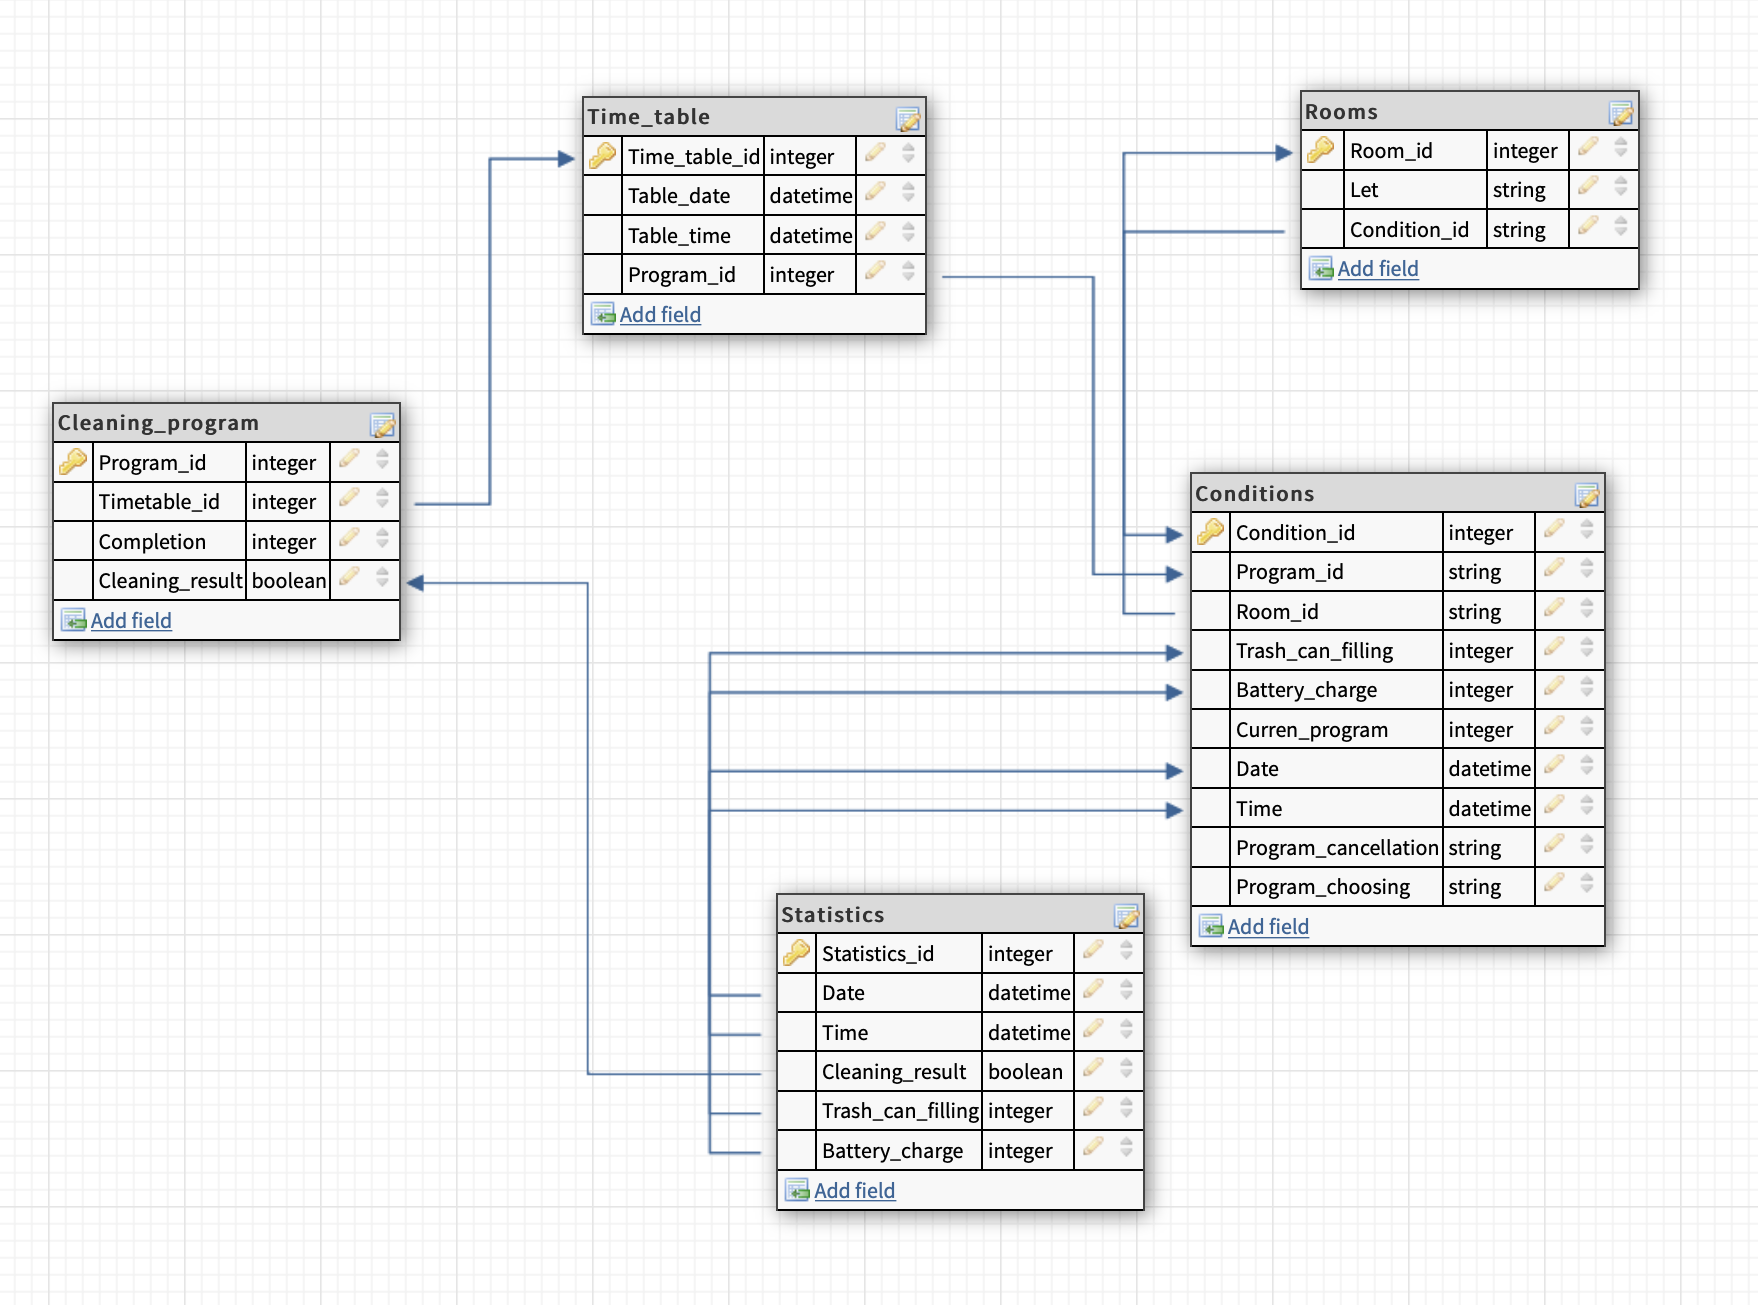 Time_table
Time_table_id integer
Table_date datetime
Table_time datetime
Program_id integer
Add field
Rooms
Room_id integer
Let string
Condition_id string
Add field
Cleaning_program
Program_id integer
Timetable_id integer
Completion integer
Cleaning_result boolean
Add field
Conditions
Condition_id integer
Program_id string
Room_id string
Trash_can_filling integer
Battery_charge integer
Curren_program integer
Date datetime
Time datetime
Program_cancellation string
Program_choosing string
Add field
Statistics
Statistics_id integer
Date datetime
Time datetime
Cleaning_result boolean
Trash_can_filling integer
Battery_charge integer
Add field